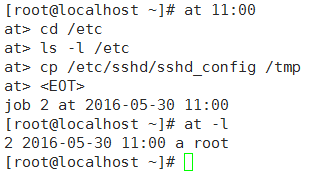 [root@localhost ~]# at 11:00
at> cd /etc
at> ls -l /etc
at> cp /etc/sshd/sshd_config /tmp
at> <EOT>
job 2 at 2016-05-30 11:00
[root@localhost ~]# at -l
2 2016-05-30 11:00 a root
[root@localhost ~]#